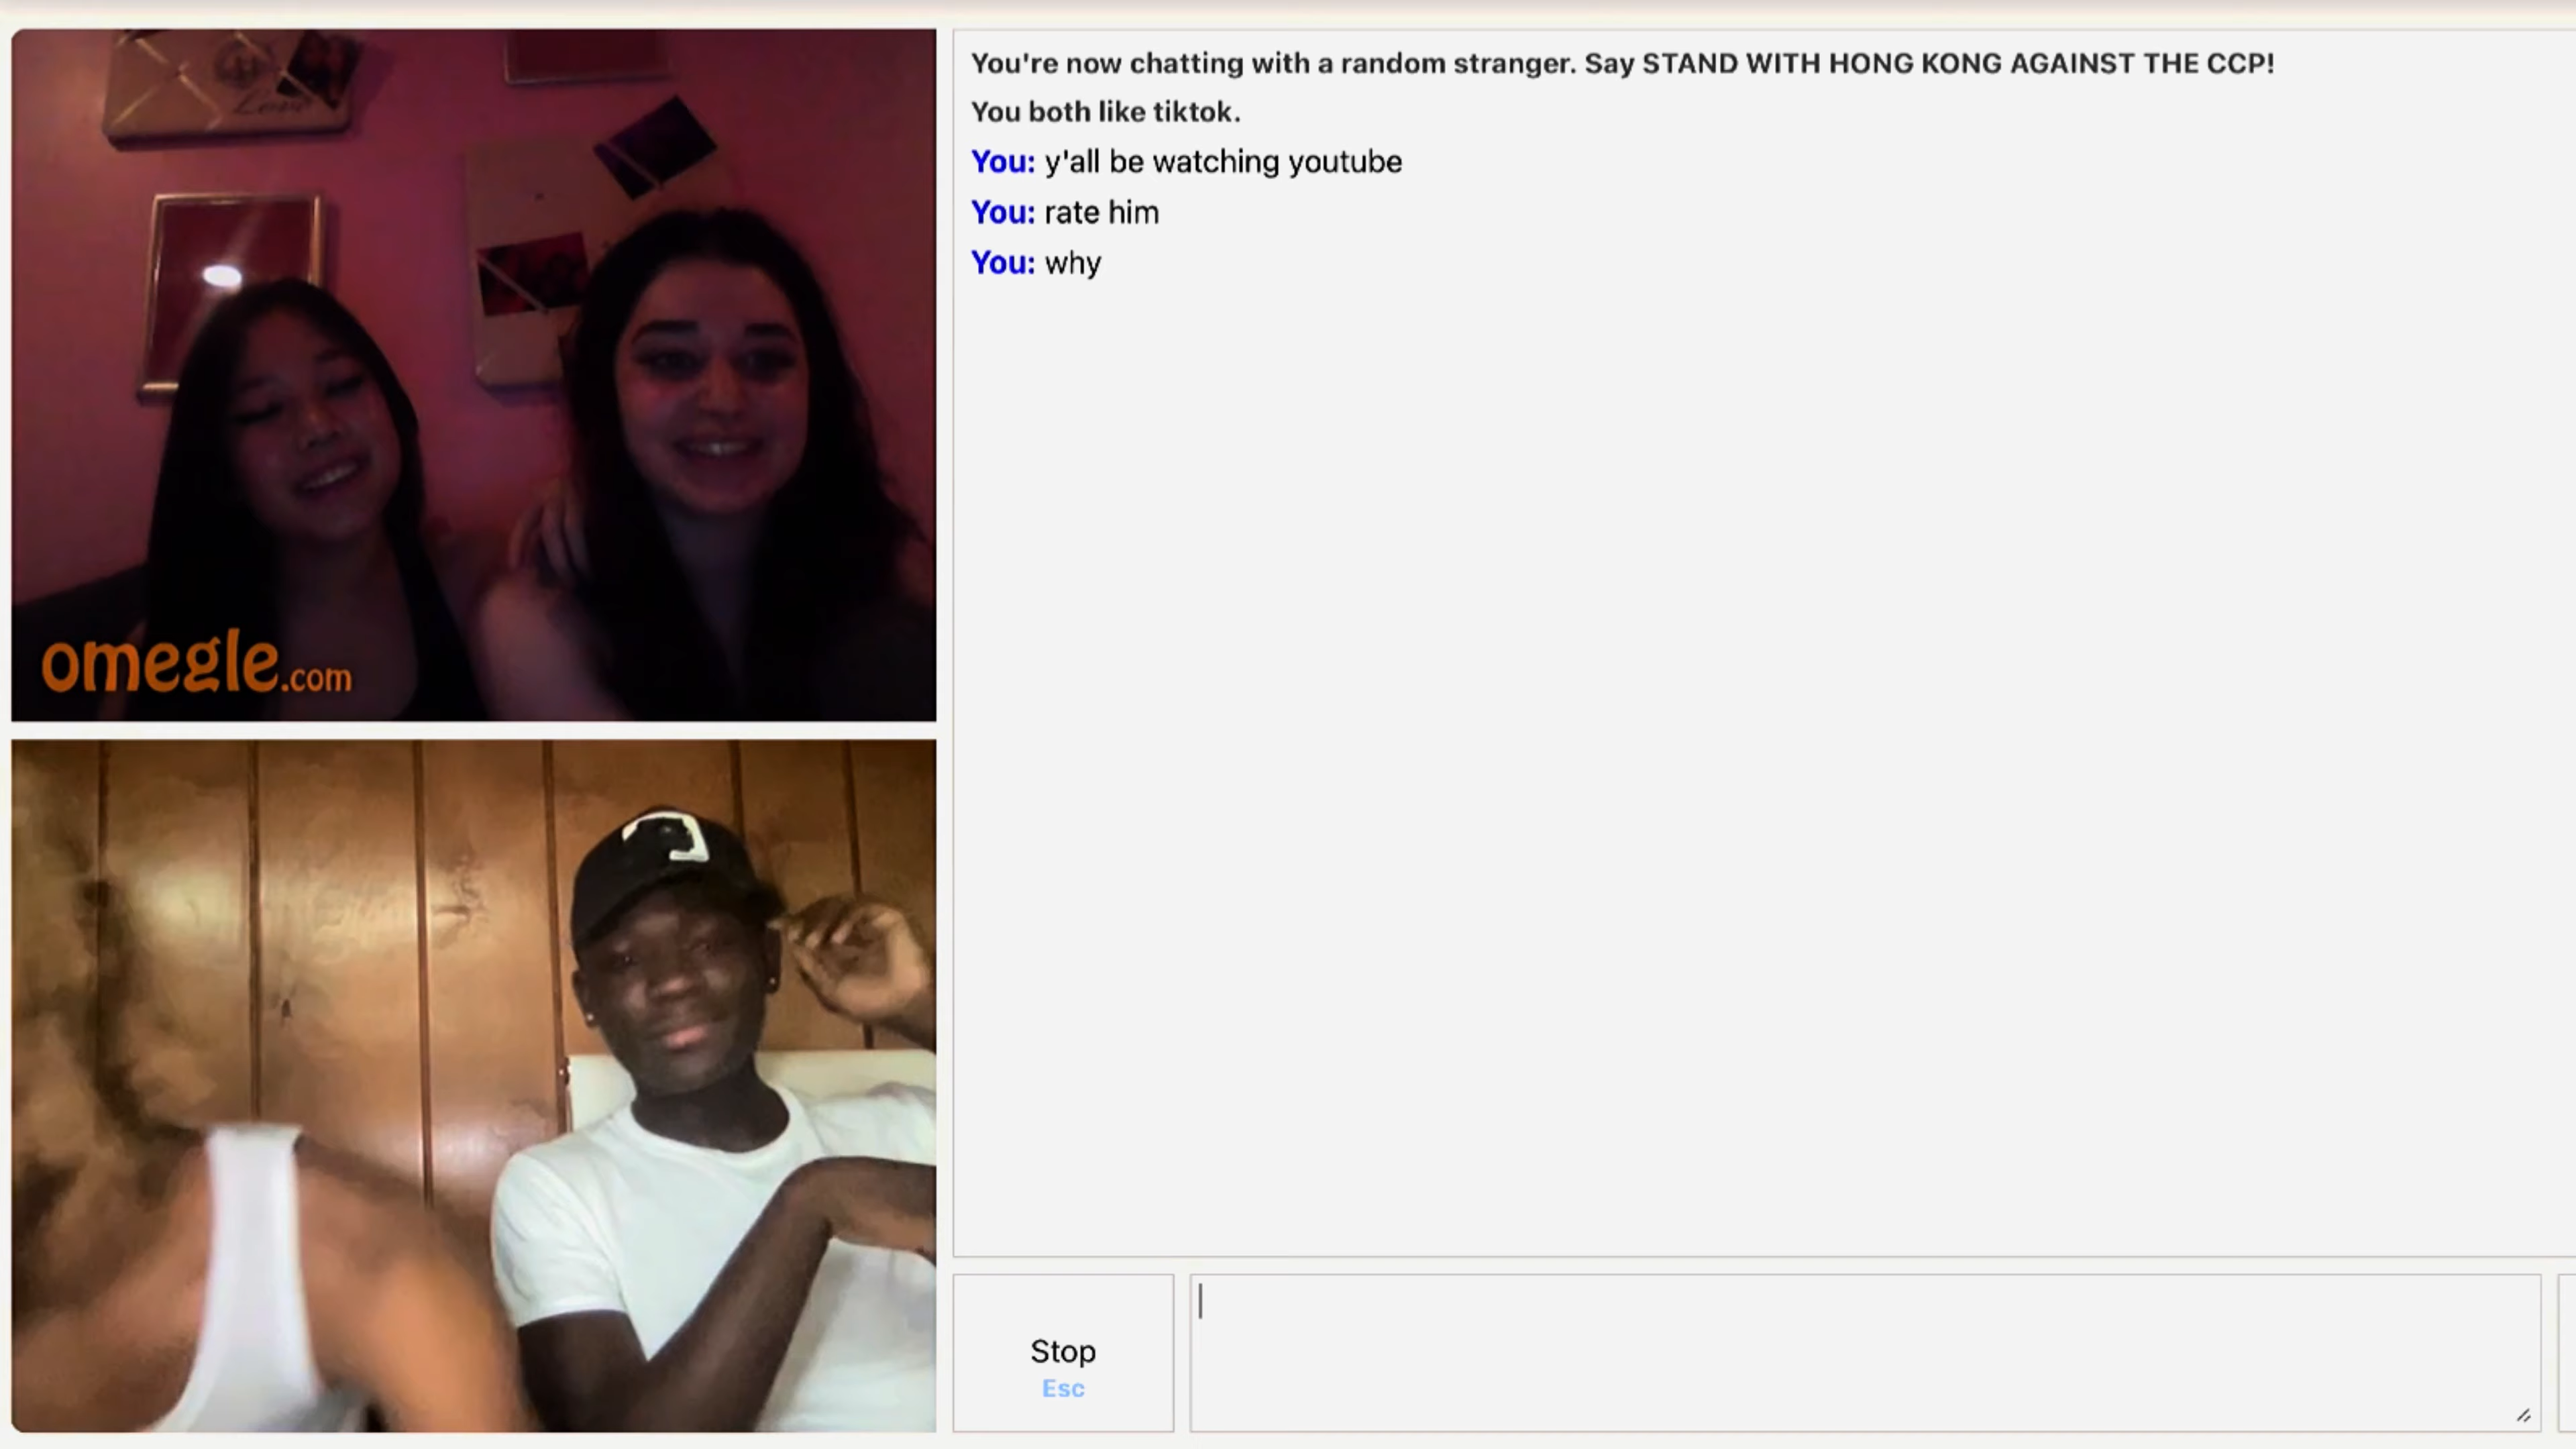 Love
You're now chatting with a random stranger. Say STAND WITH HONG KONG AGAINST THE CCP!
You both like tiktok.
You: y'all be watching youtube
You: rate him
You: why
omegle.com
Stop
Esc